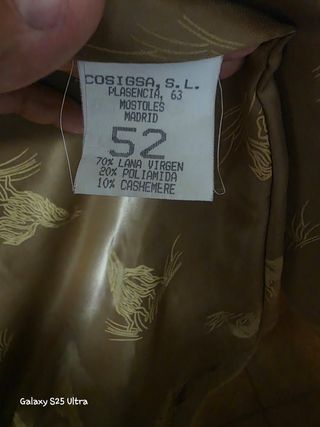 COSIGSA, S.L.
PLASENCIA, 63
MOSTOLES
MADRID
52
70% LANA VIRGEN
20% POLIAMIDA
10% CASHEMERE
Galaxy S25 Ultra